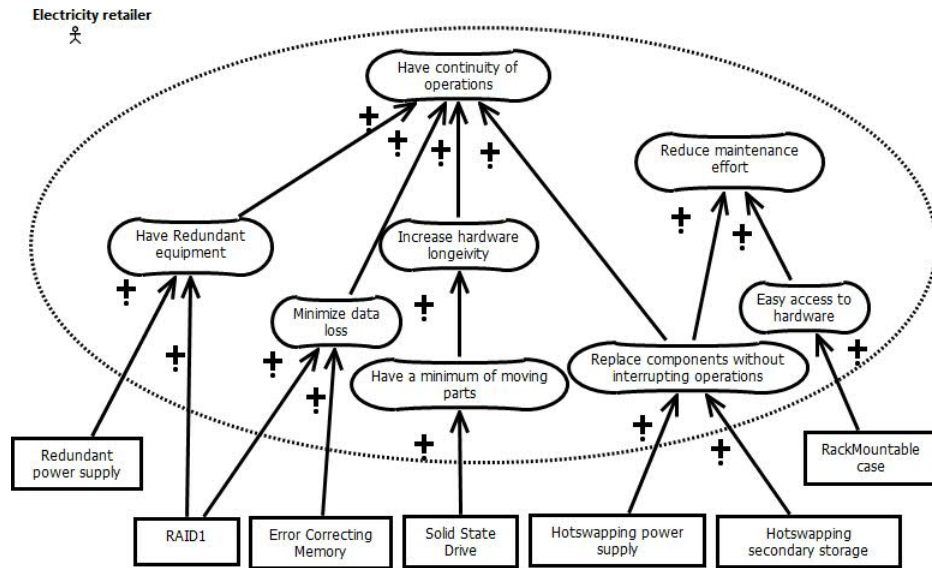 Electricity retailer
Have continuity of
operations
Reduce maintenance
effort
Have Redundant
equipment
Increase hardware
longeivity
Minimize data
loss
Easy access to
hardware
Have a minimum of moving
parts
Replace components without
interrupting operations
Redundant
power supply
RackMountable
case
RAID1
Error Correcting
Memory
Solid State
Drive
Hotswapping power
supply
Hotswapping
secondary storage